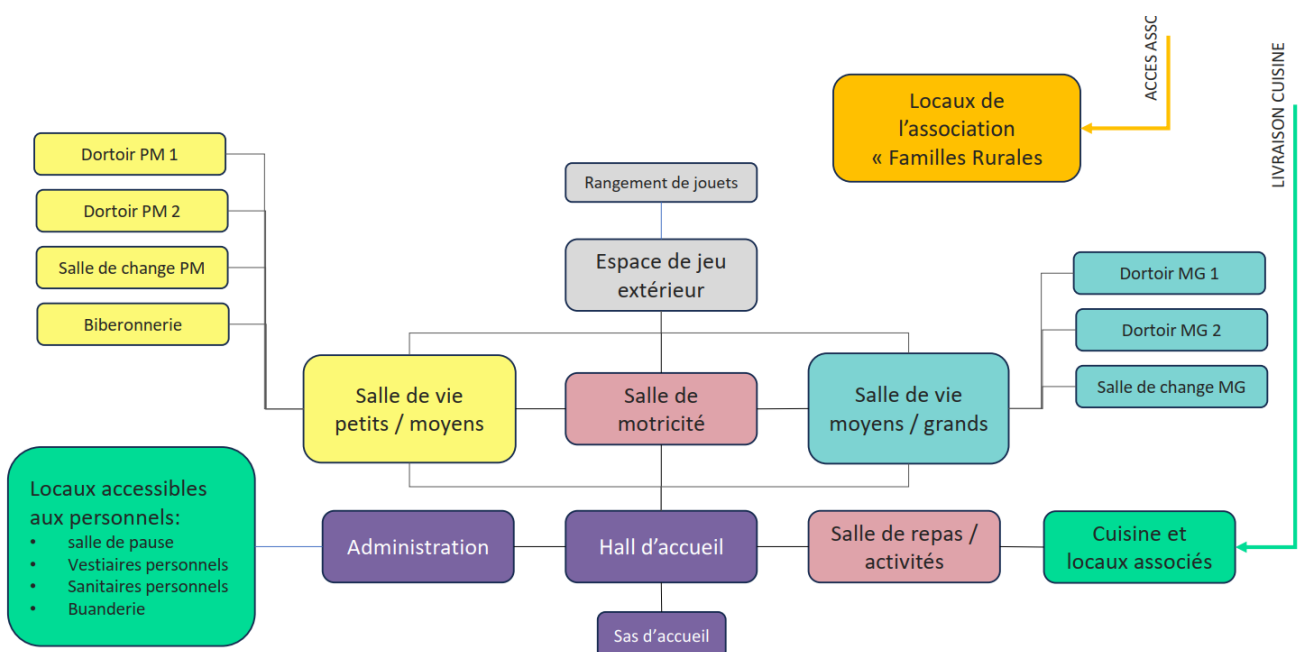 ACCES ASSC
LIVRAISON CUISINE
Locaux de
l'association
« Familles Rurales
Dortoir PM 1
Rangement de jouets
Dortoir PM 2
Espace de jeu
extérieur
Salle de change PM
Dortoir MG 1
Biberonnerie
Dortoir MG 2
Salle de vie
petits / moyens
Salle de
motricité
Salle de vie
moyens / grands
Salle de change MG
Locaux accessibles
aux personnels:
• salle de pause
• Vestiaires personnels
• Sanitaires personnels
• Buanderie
Administration
Hall d'accueil
Salle de repas /
activités
Cuisine et
locaux associés
Sas d'accueil